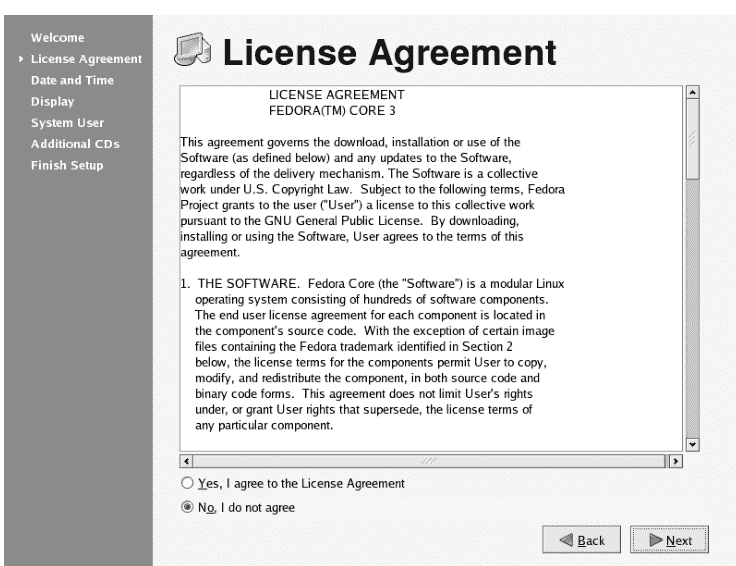 Welcome
License Agreement
Date and Time
Display
System User
Additional CDs
Finish Setup
License Agreement
LICENSE AGREEMENT
FEDORA(TM) CORE 3
This agreement governs the download, installation or use of the
Software (as defined below) and any updates to the Software,
regardless of the delivery mechanism. The Software is a collective
work under U.S. Copyright Law.  Subject to the following terms, Fedora
Project grants to the user ("User") a license to this collective work
pursuant to the GNU General Public License.  By downloading,
installing or using the Software, User agrees to the terms of this
agreement.
1.  THE SOFTWARE.  Fedora Core (the "Software") is a modular Linux
operating system consisting of hundreds of software components.
The end user license agreement for each component is located in
the component's source code.  With the exception of certain image
files containing the Fedora trademark identified in Section 2
below, the license terms for the components permit User to copy,
modify, and redistribute the component, in both source code and
binary code forms.  This agreement does not limit User's rights
under, or grant User rights that supersede, the license terms of
any particular component.
Yes, I agree to the License Agreement
No, I do not agree
Back
Next